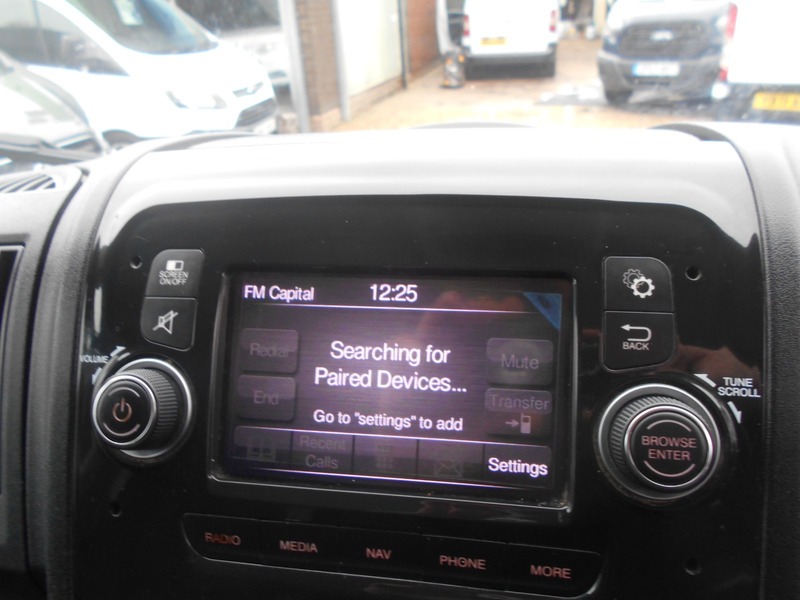 SCREEN
ON/OFF
VOLUME
FM Capital 12:25
Redial
End
Searching for
Paired Devices...
Go to "settings" to add
Mute
Transfer
Recent
Calls
Settings
BACK
TUNE
SCROLL
BROWSE
ENTER
RADIO MEDIA NAV PHONE MORE